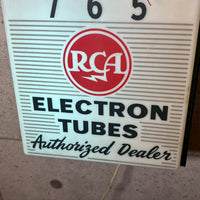 7 6 5
RCA
ELECTRON
TUBES
Authorized Dealer